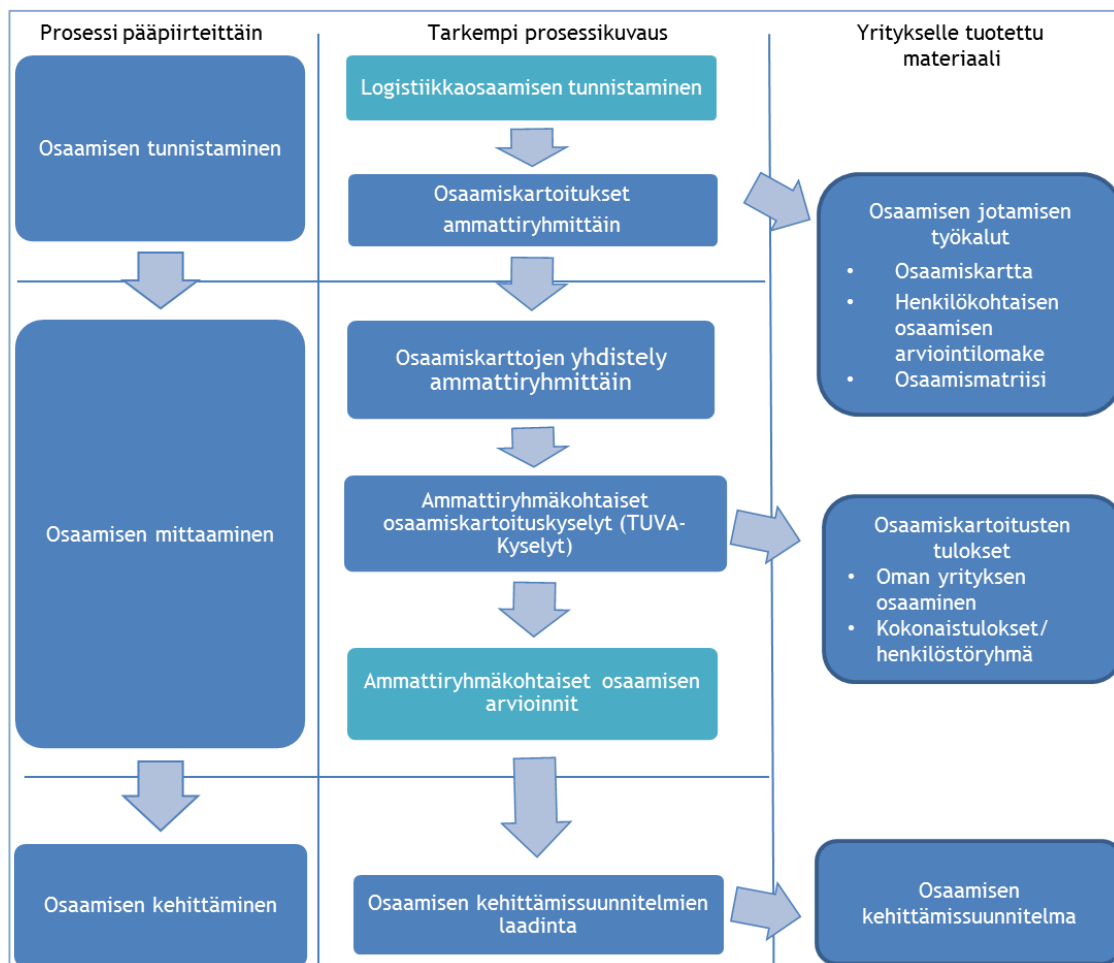 Prosessi pääpiirteittäin
Tarkempi prosessikuvaus
Yritykselle tuotettu
materiaali
Osaamisen tunnistaminen
Logistiikkaosaamisen tunnistaminen
Osaamiskartoitukset
ammattiryhmittäin
Osaamisen jotamisen
työkalut
• Osaamiskartta
• Henkilökohtaisen
osaamisen
arviointilomake
• Osaamismatriisi
Osaamisen mittaaminen
Osaamiskarttojen yhdistely
ammattiryhmittäin
Ammattiryhmäkohtaiset
osaamiskartoituskyselyt (TUVA-
Kyselyt)
Osaamiskartoitusten
tulokset
• Oman yrityksen
osaaminen
• Kokonaistulokset/
henkilöstöryhmä
Ammattiryhmäkohtaiset osaamisen
arvioinnit
Osaamisen kehittäminen
Osaamisen kehittämissuunnitelmien
laadinta
Osaamisen
kehittämissuunnitelma